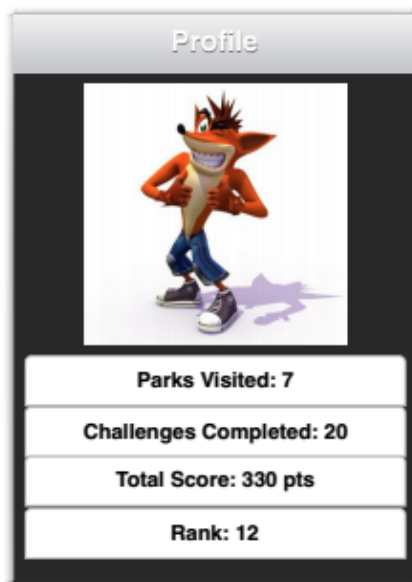 Profile
Parks Visited: 7
Challenges Completed: 20
Total Score: 330 pts
Rank: 12